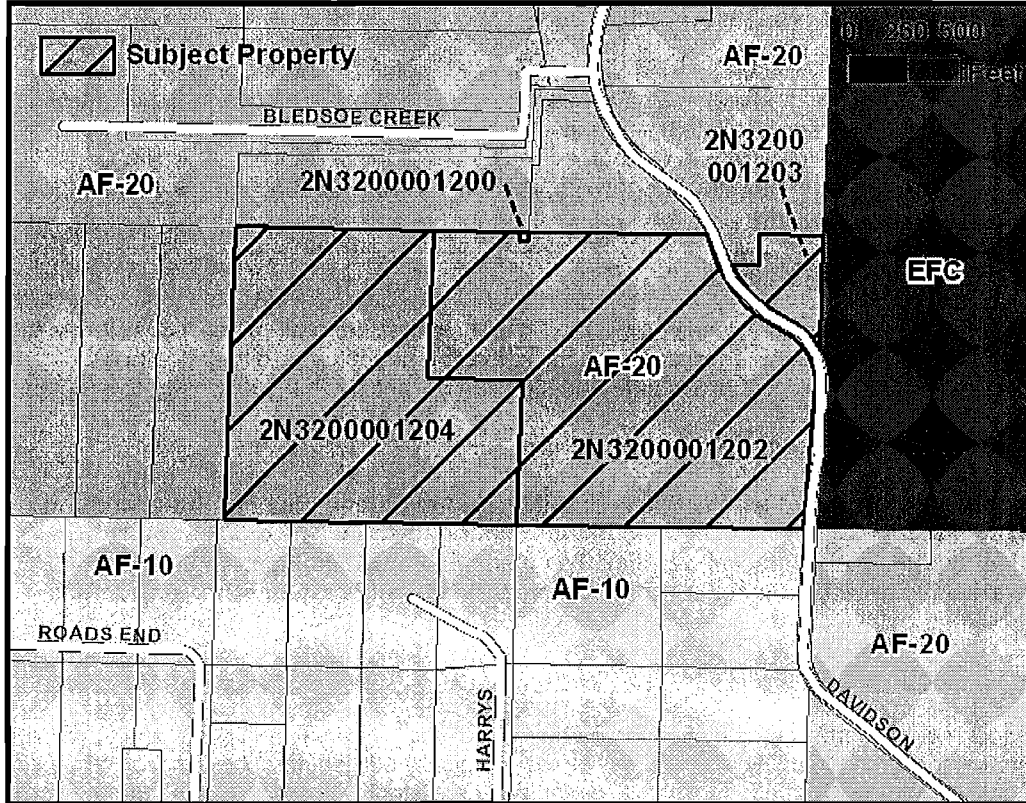 Subject Property
0 250 500
Feet
AF-20
BLEDSOE CREEK
2N3200
001203
AF-20
2N3200001200
EFC
AF-20
2N3200001204
2N3200001202
AF-10
AF-10
ROADS END
AF-20
HARRYS
DAVIDSON